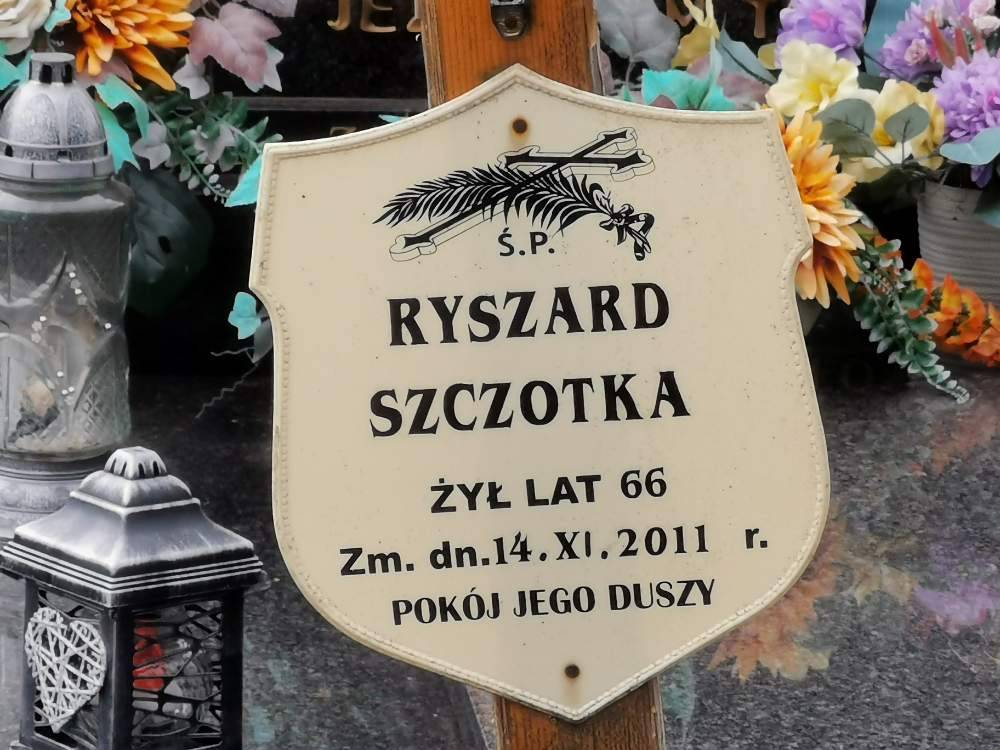 Ś.P.
RYSZARD
SZCZOTKA
ŻYŁ LAT 66
Zm. dn.14.XI.2011 r.
POKÓJ JEGO DUSZY